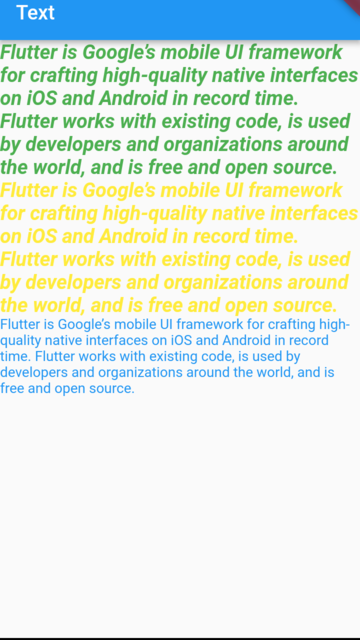 Text
Flutter is Google’s mobile UI framework
for crafting high-quality native interfaces
on iOS and Android in record time.
Flutter works with existing code, is used
by developers and organizations around
the world, and is free and open source.
Flutter is Google’s mobile UI framework
for crafting high-quality native interfaces
on iOS and Android in record time.
Flutter works with existing code, is used
by developers and organizations around
the world, and is free and open source.
Flutter is Google’s mobile UI framework for crafting high-
quality native interfaces on iOS and Android in record
time. Flutter works with existing code, is used by
developers and organizations around the world, and is
free and open source.